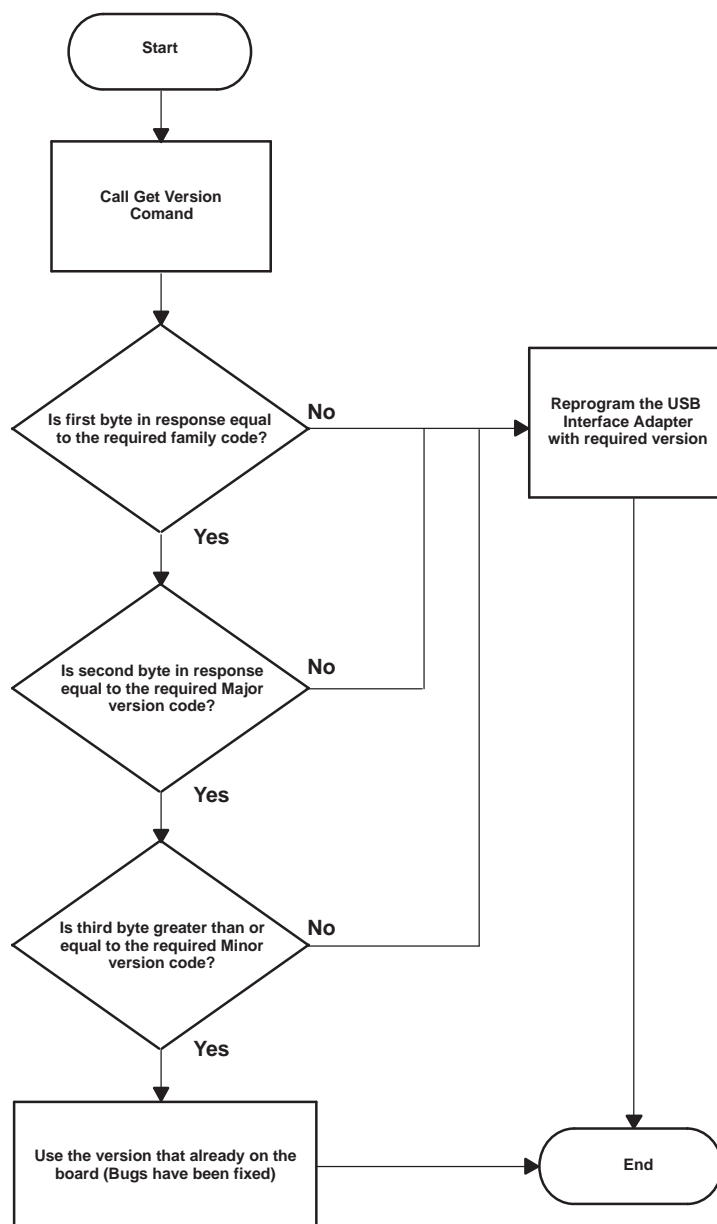 Start
Call Get Version
Comand
Is first byte in response equal
to the required family code?
No
Reprogram the USB
Interface Adapter
with required version
Yes
Is second byte in response
equal to the required Major
version code?
No
Yes
Is third byte greater than or
equal to the required Minor
version code?
No
Yes
Use the version that already on the
board (Bugs have been fixed)
End